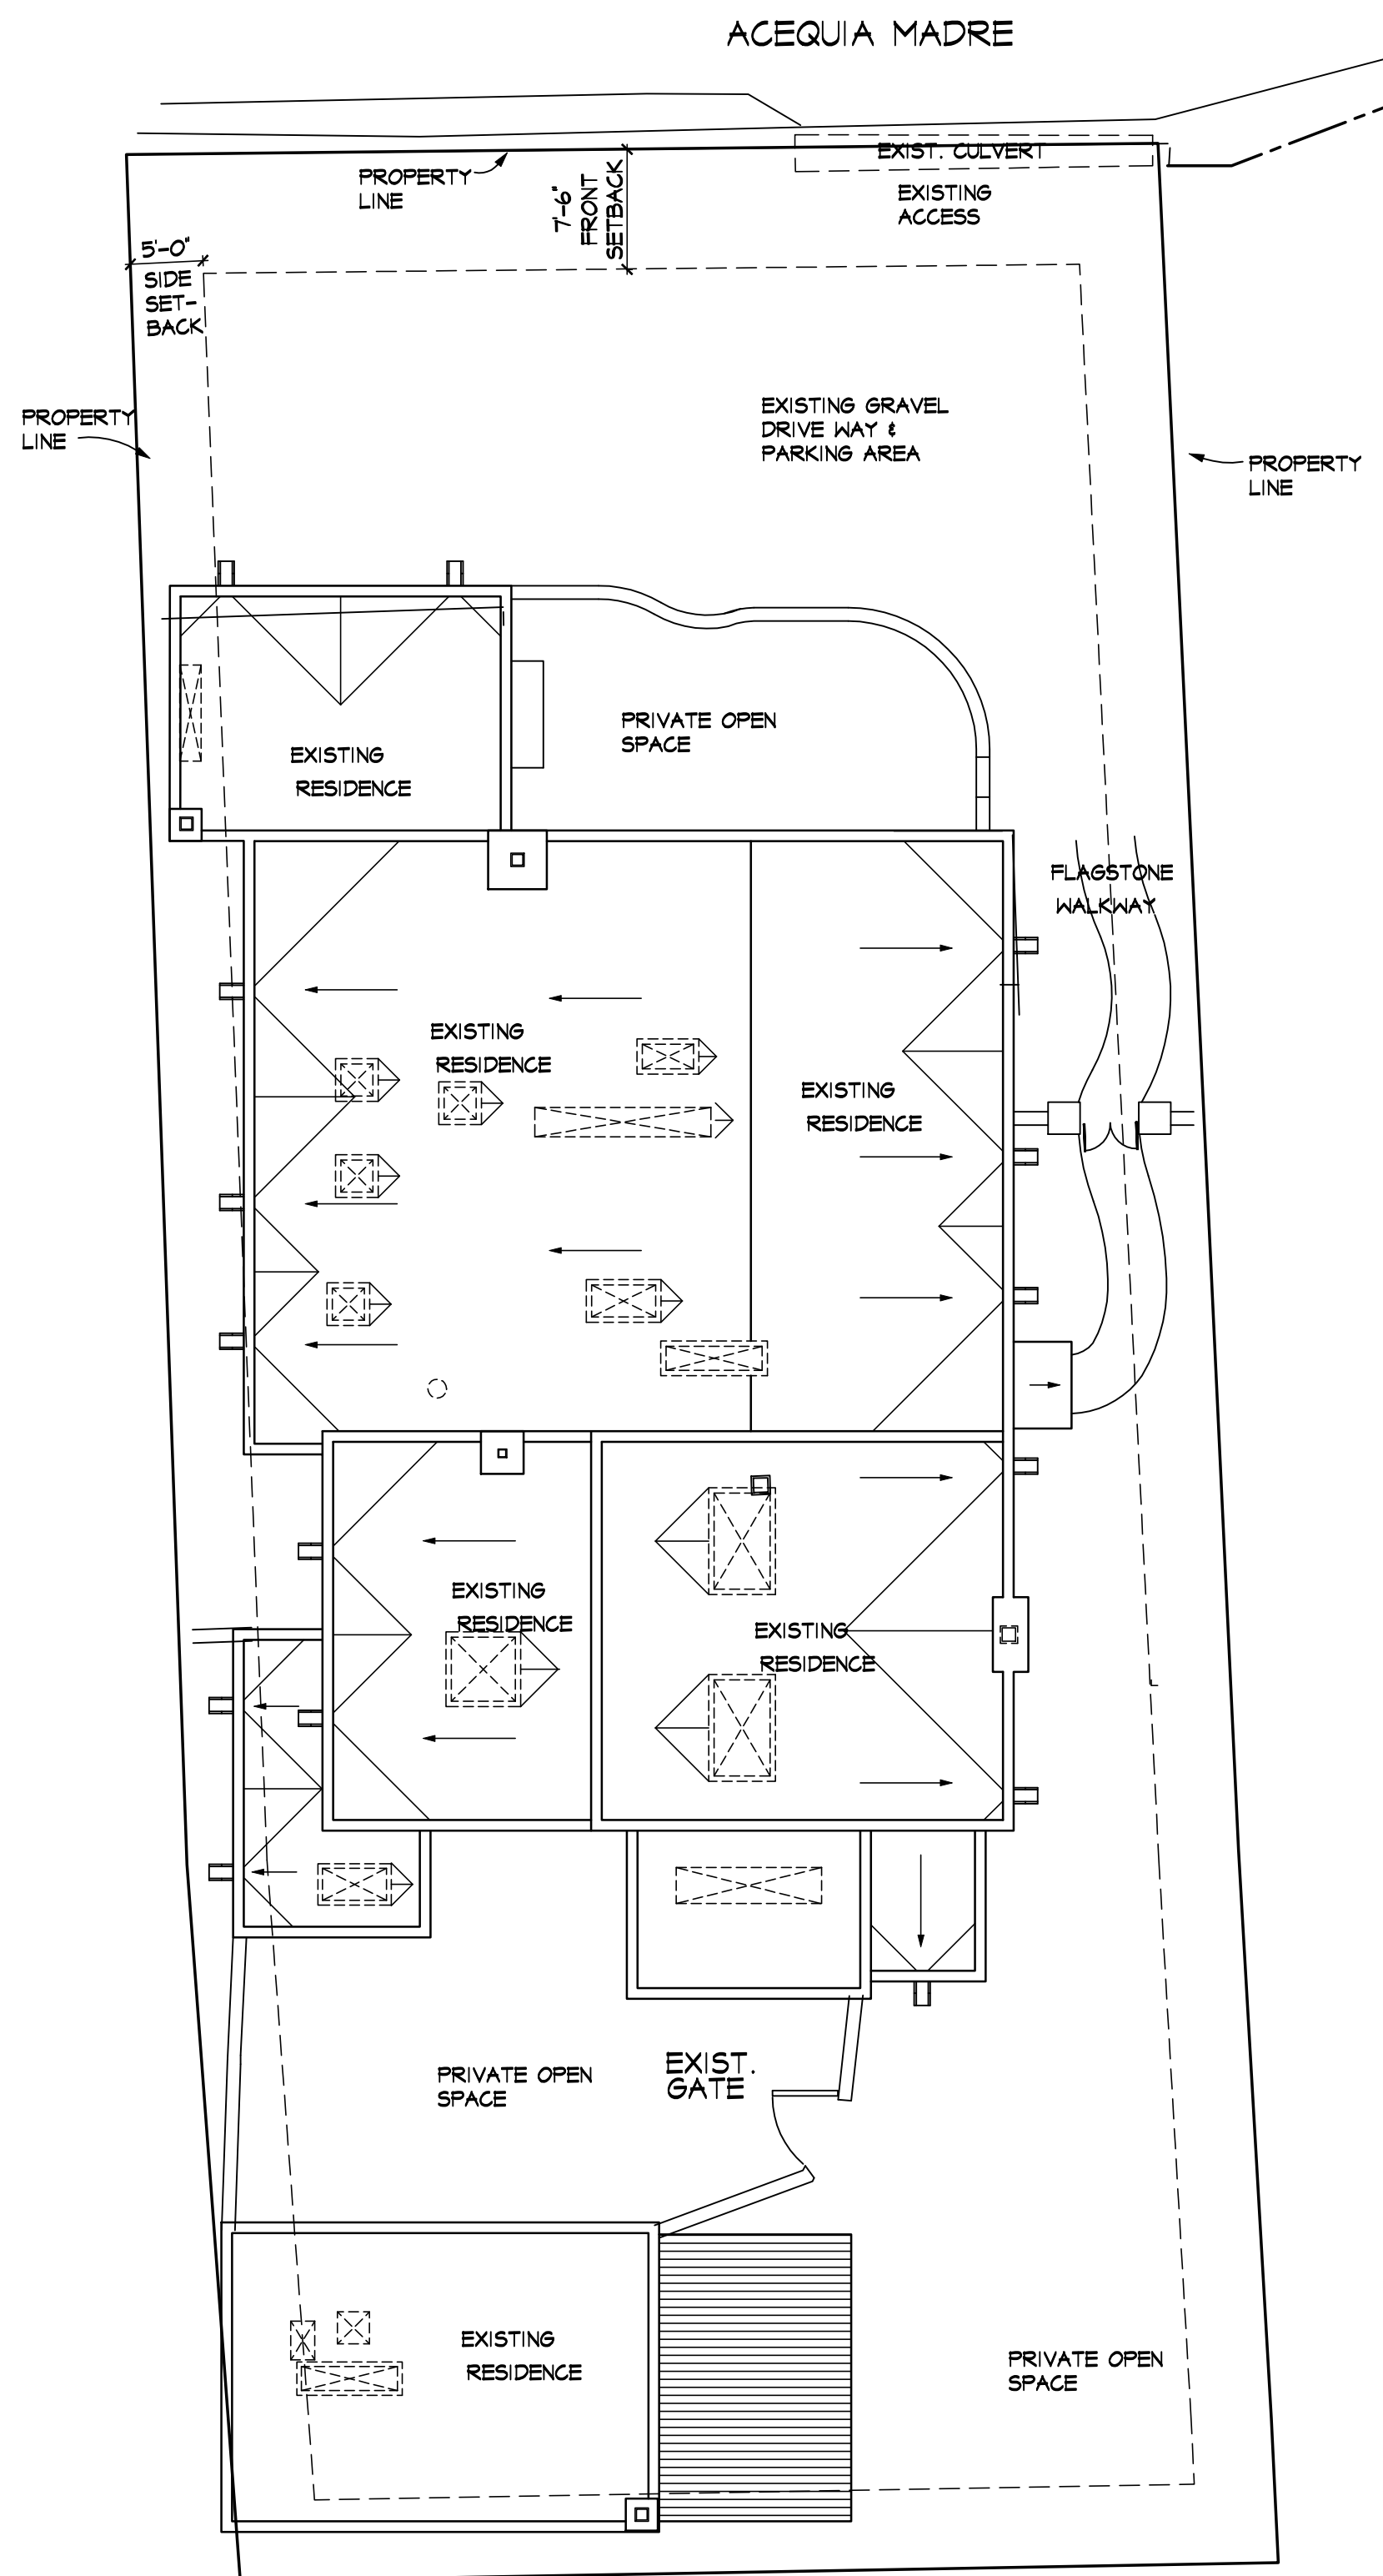 ACEQUIA MADRE
EXIST. CULVERT
PROPERTY
LINE
7'-6"
FRONT
SETBACK
EXISTING
ACCESS
5'-0"
SIDE
SET-
BACK
EXISTING GRAVEL
DRIVE WAY &
PARKING AREA
PROPERTY
LINE
PROPERTY
LINE
PRIVATE OPEN
SPACE
EXISTING
RESIDENCE
FLAGSTONE
WALKWAY
EXISTING
RESIDENCE
EXISTING
RESIDENCE
EXISTING
RESIDENCE
EXISTING
RESIDENCE
PRIVATE OPEN
SPACE
EXIST.
GATE
EXISTING
RESIDENCE
PRIVATE OPEN
SPACE